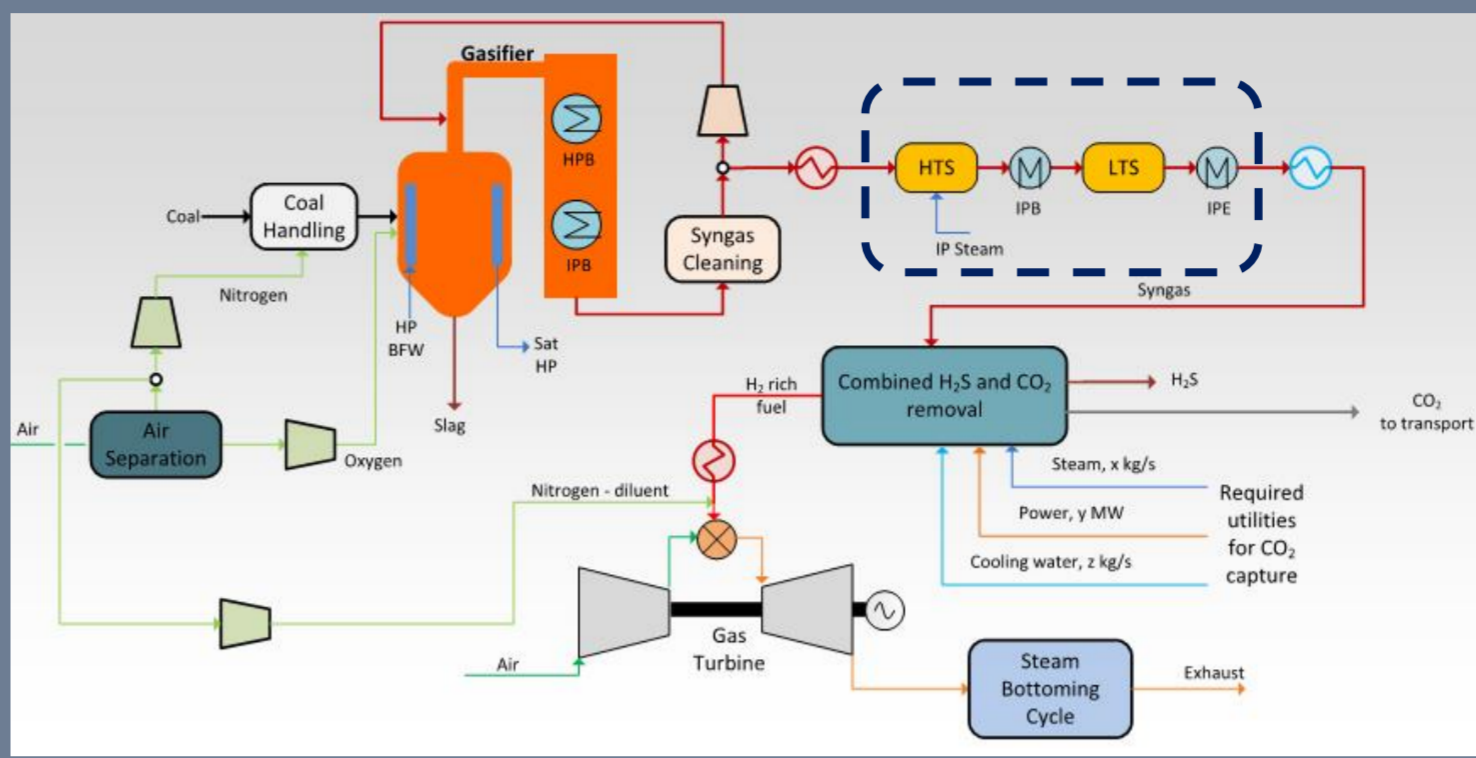 Gasifier
HPB
IPB
Coal
Coal
Handling
Nitrogen
HP
BFW
Sat
HP
Slag
Syngas
Cleaning
HTS
IPB
LTS
IPE
IP Steam
Syngas
Air
Air
Separation
Oxygen
H₂ rich
fuel
Combined H₂S and CO₂
removal
H₂S
CO₂
to transport
Nitrogen - diluent
Steam, x kg/s
Power, y MW
Cooling water, z kg/s
Required
utilities
for CO₂
capture
Gas
Turbine
Air
Steam
Bottoming
Cycle
Exhaust